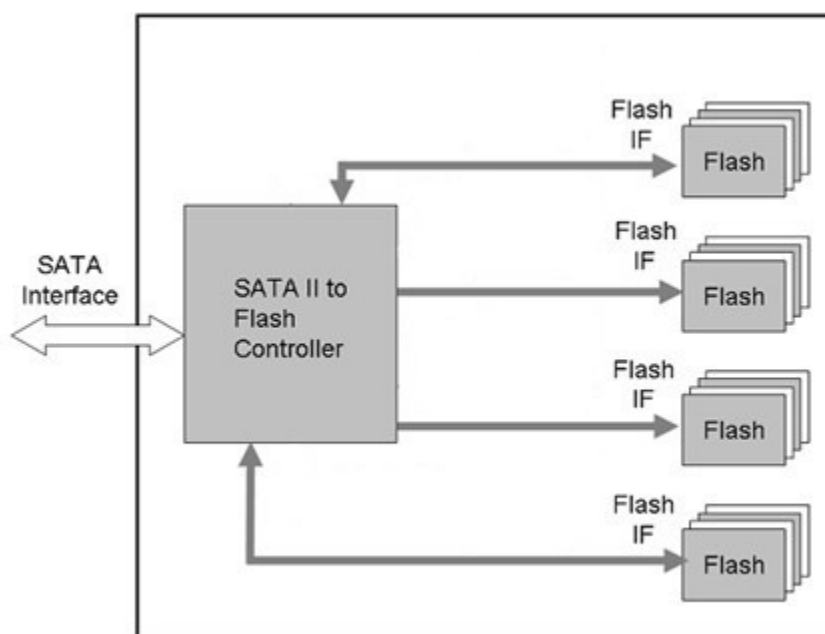 SATA
Interface
SATA II to
Flash
Controller
Flash
IF
Flash
Flash
IF
Flash
Flash
IF
Flash
Flash
IF
Flash